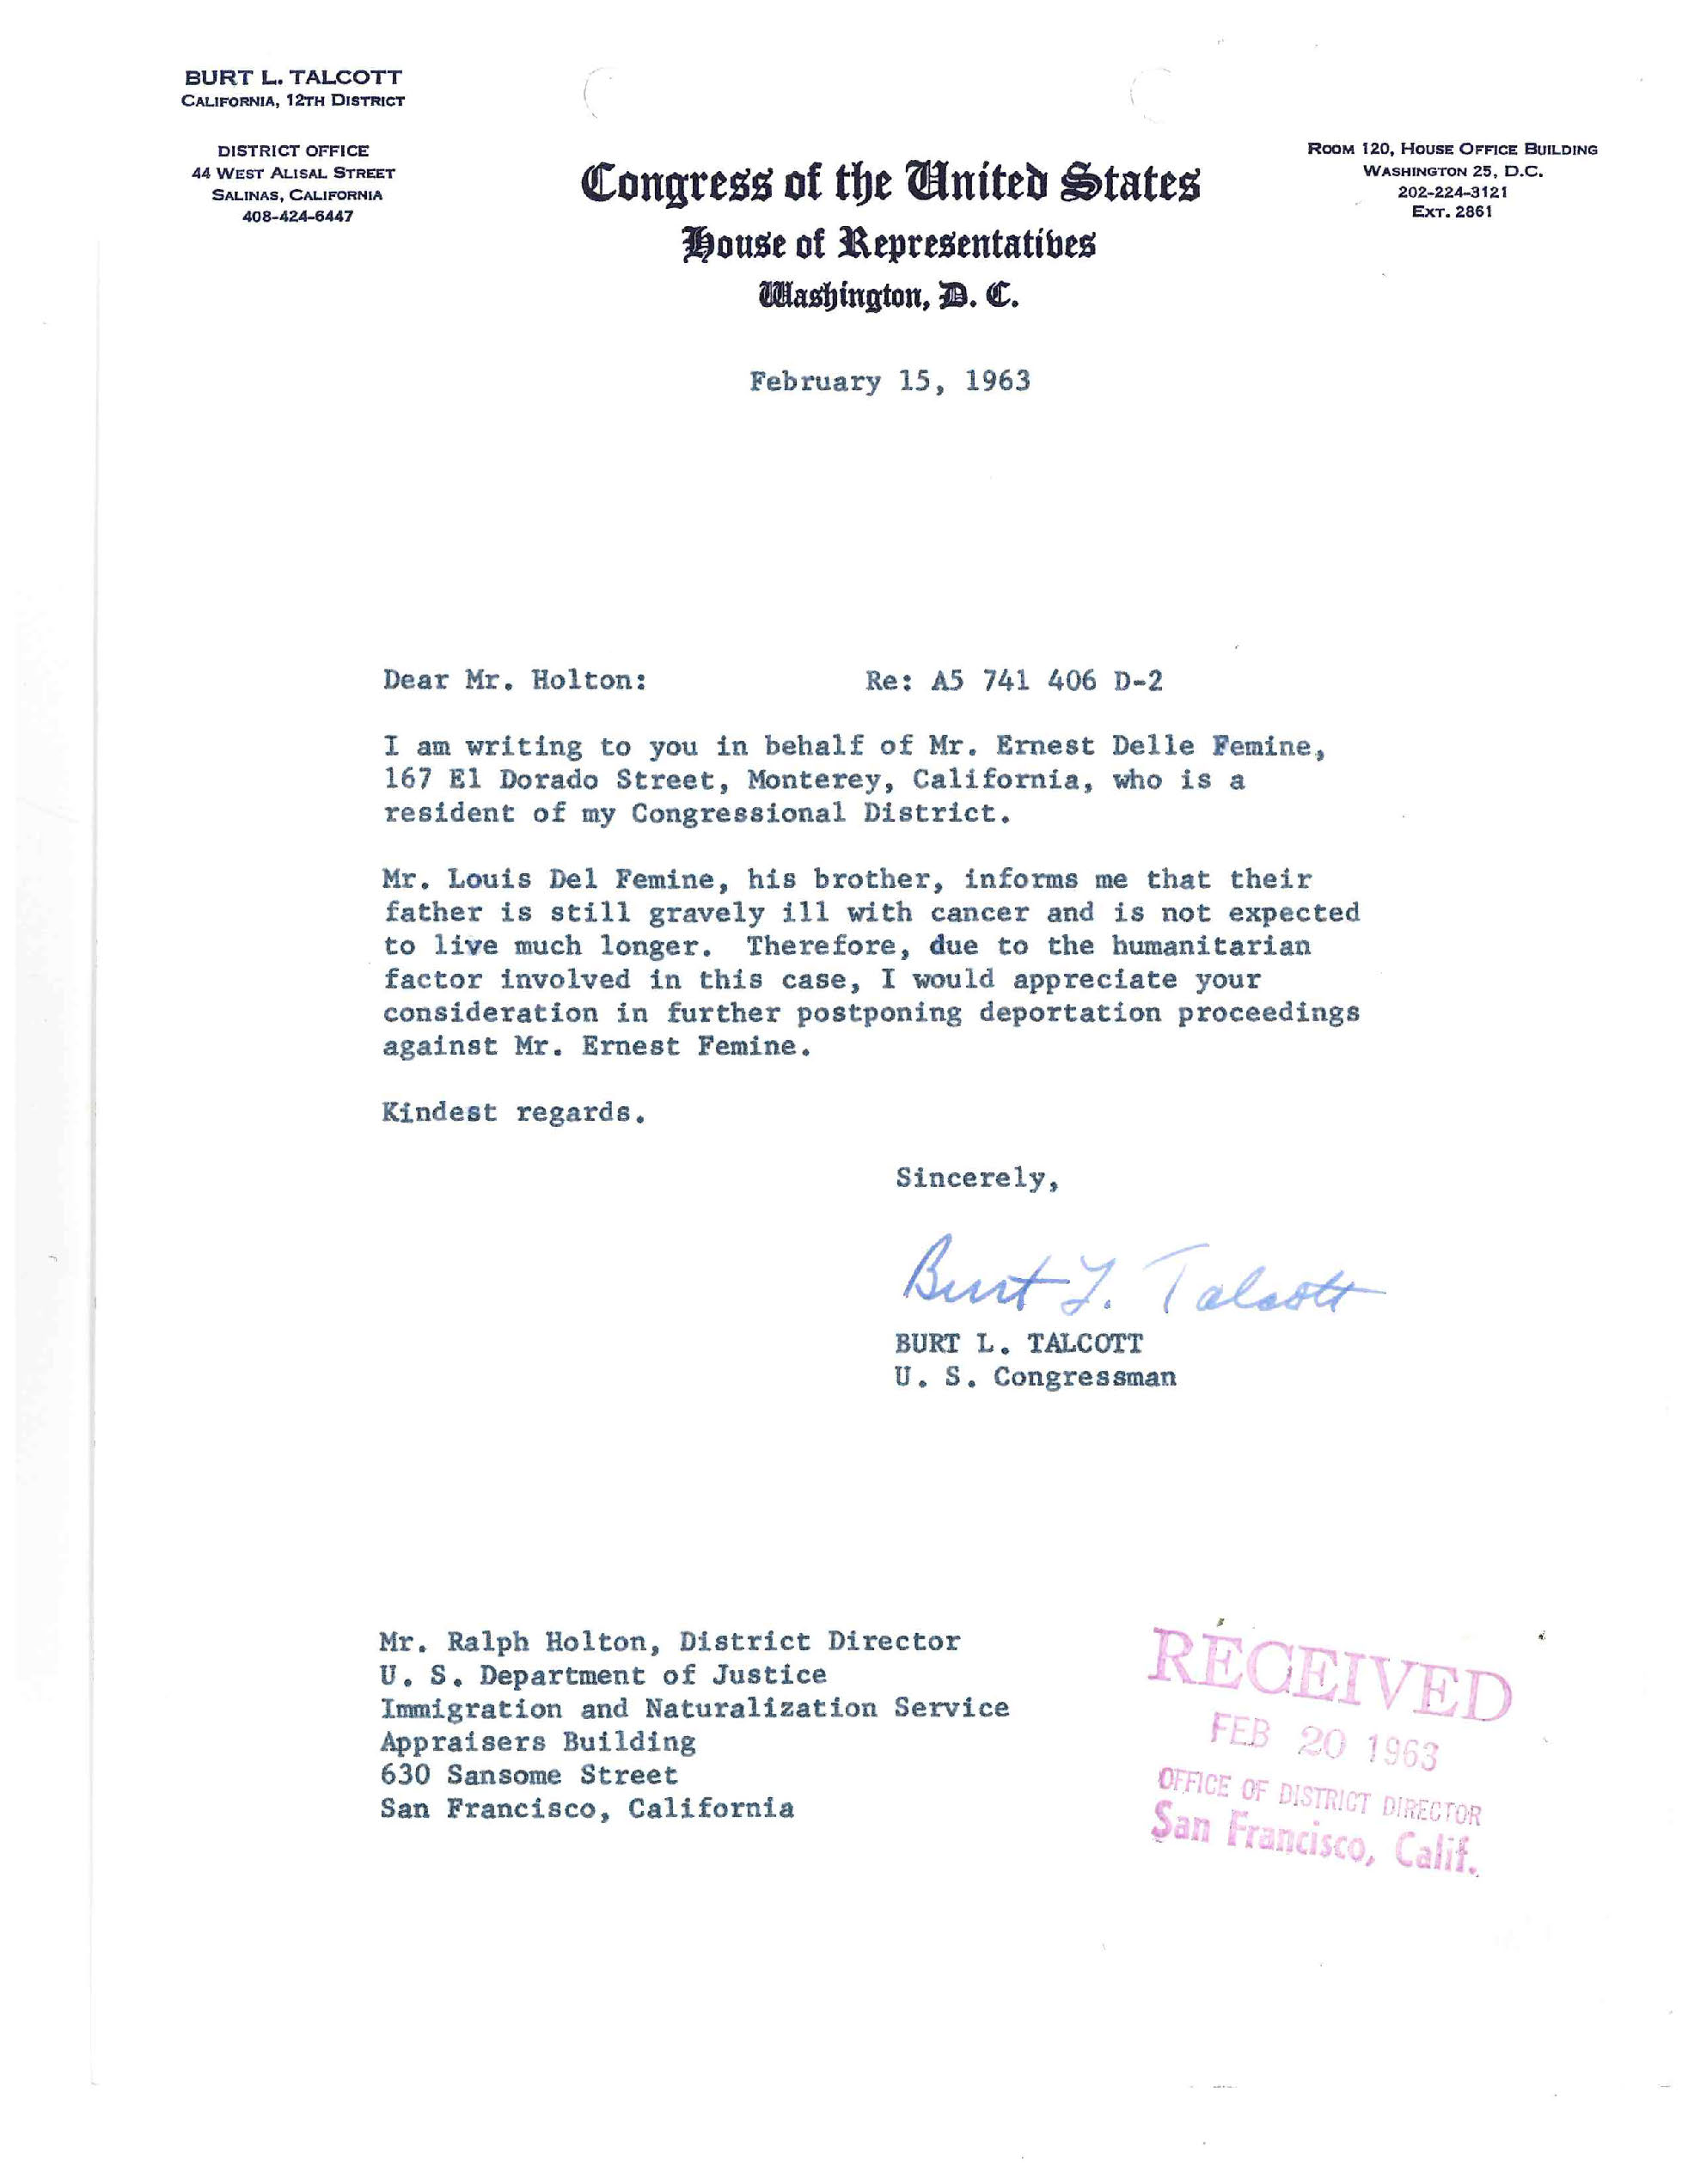 BURT L. TALCOTT
CALIFORNIA, 12TH DISTRICT
DISTRICT OFFICE
44 WEST ALISAL STREET
SALINAS, CALIFORNIA
408-424-6447
ROOM 120, HOUSE OFFICE BUILDING
WASHINGTON 25, D.C.
202-224-3121
EXT. 2861
Congress of the United States
House of Representatives
Washington, D. C.
February 15, 1963
Dear Mr. Holton: Re: A5 741 406 D-2
I am writing to you in behalf of Mr. Ernest Delle Femine,
167 El Dorado Street, Monterey, California, who is a
resident of my Congressional District.
Mr. Louis Del Femine, his brother, informs me that their
father is still gravely ill with cancer and is not expected
to live much longer. Therefore, due to the humanitarian
factor involved in this case, I would appreciate your
consideration in further postponing deportation proceedings
against Mr. Ernest Femine.
Kindest regards.
Sincerely,
Burt L. Talcott
BURT L. TALCOTT
U. S. Congressman
Mr. Ralph Holton, District Director
U. S. Department of Justice
Immigration and Naturalization Service
Appraisers Building
630 Sansome Street
San Francisco, California
RECEIVED
FEB 20 1963
OFFICE OF DISTRICT DIRECTOR
San Francisco, Calif.